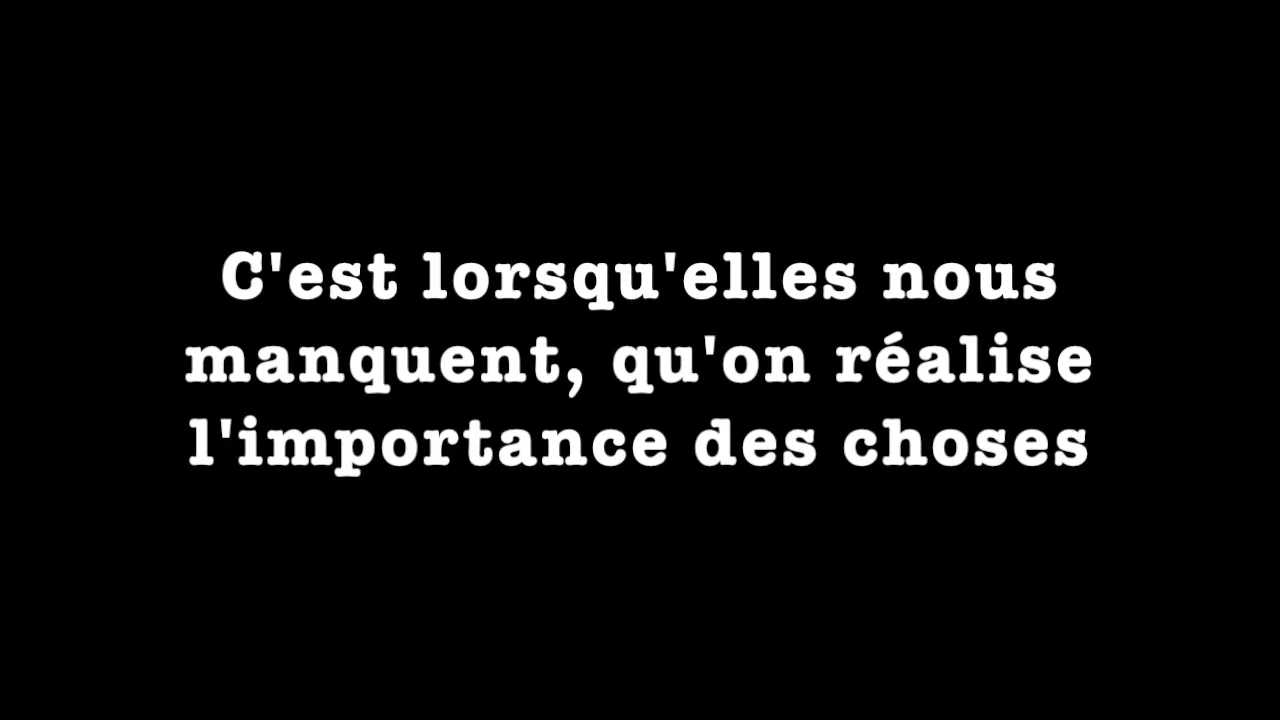 C'est lorsqu'elles nous
manquent, qu'on réalise
l'importance des choses